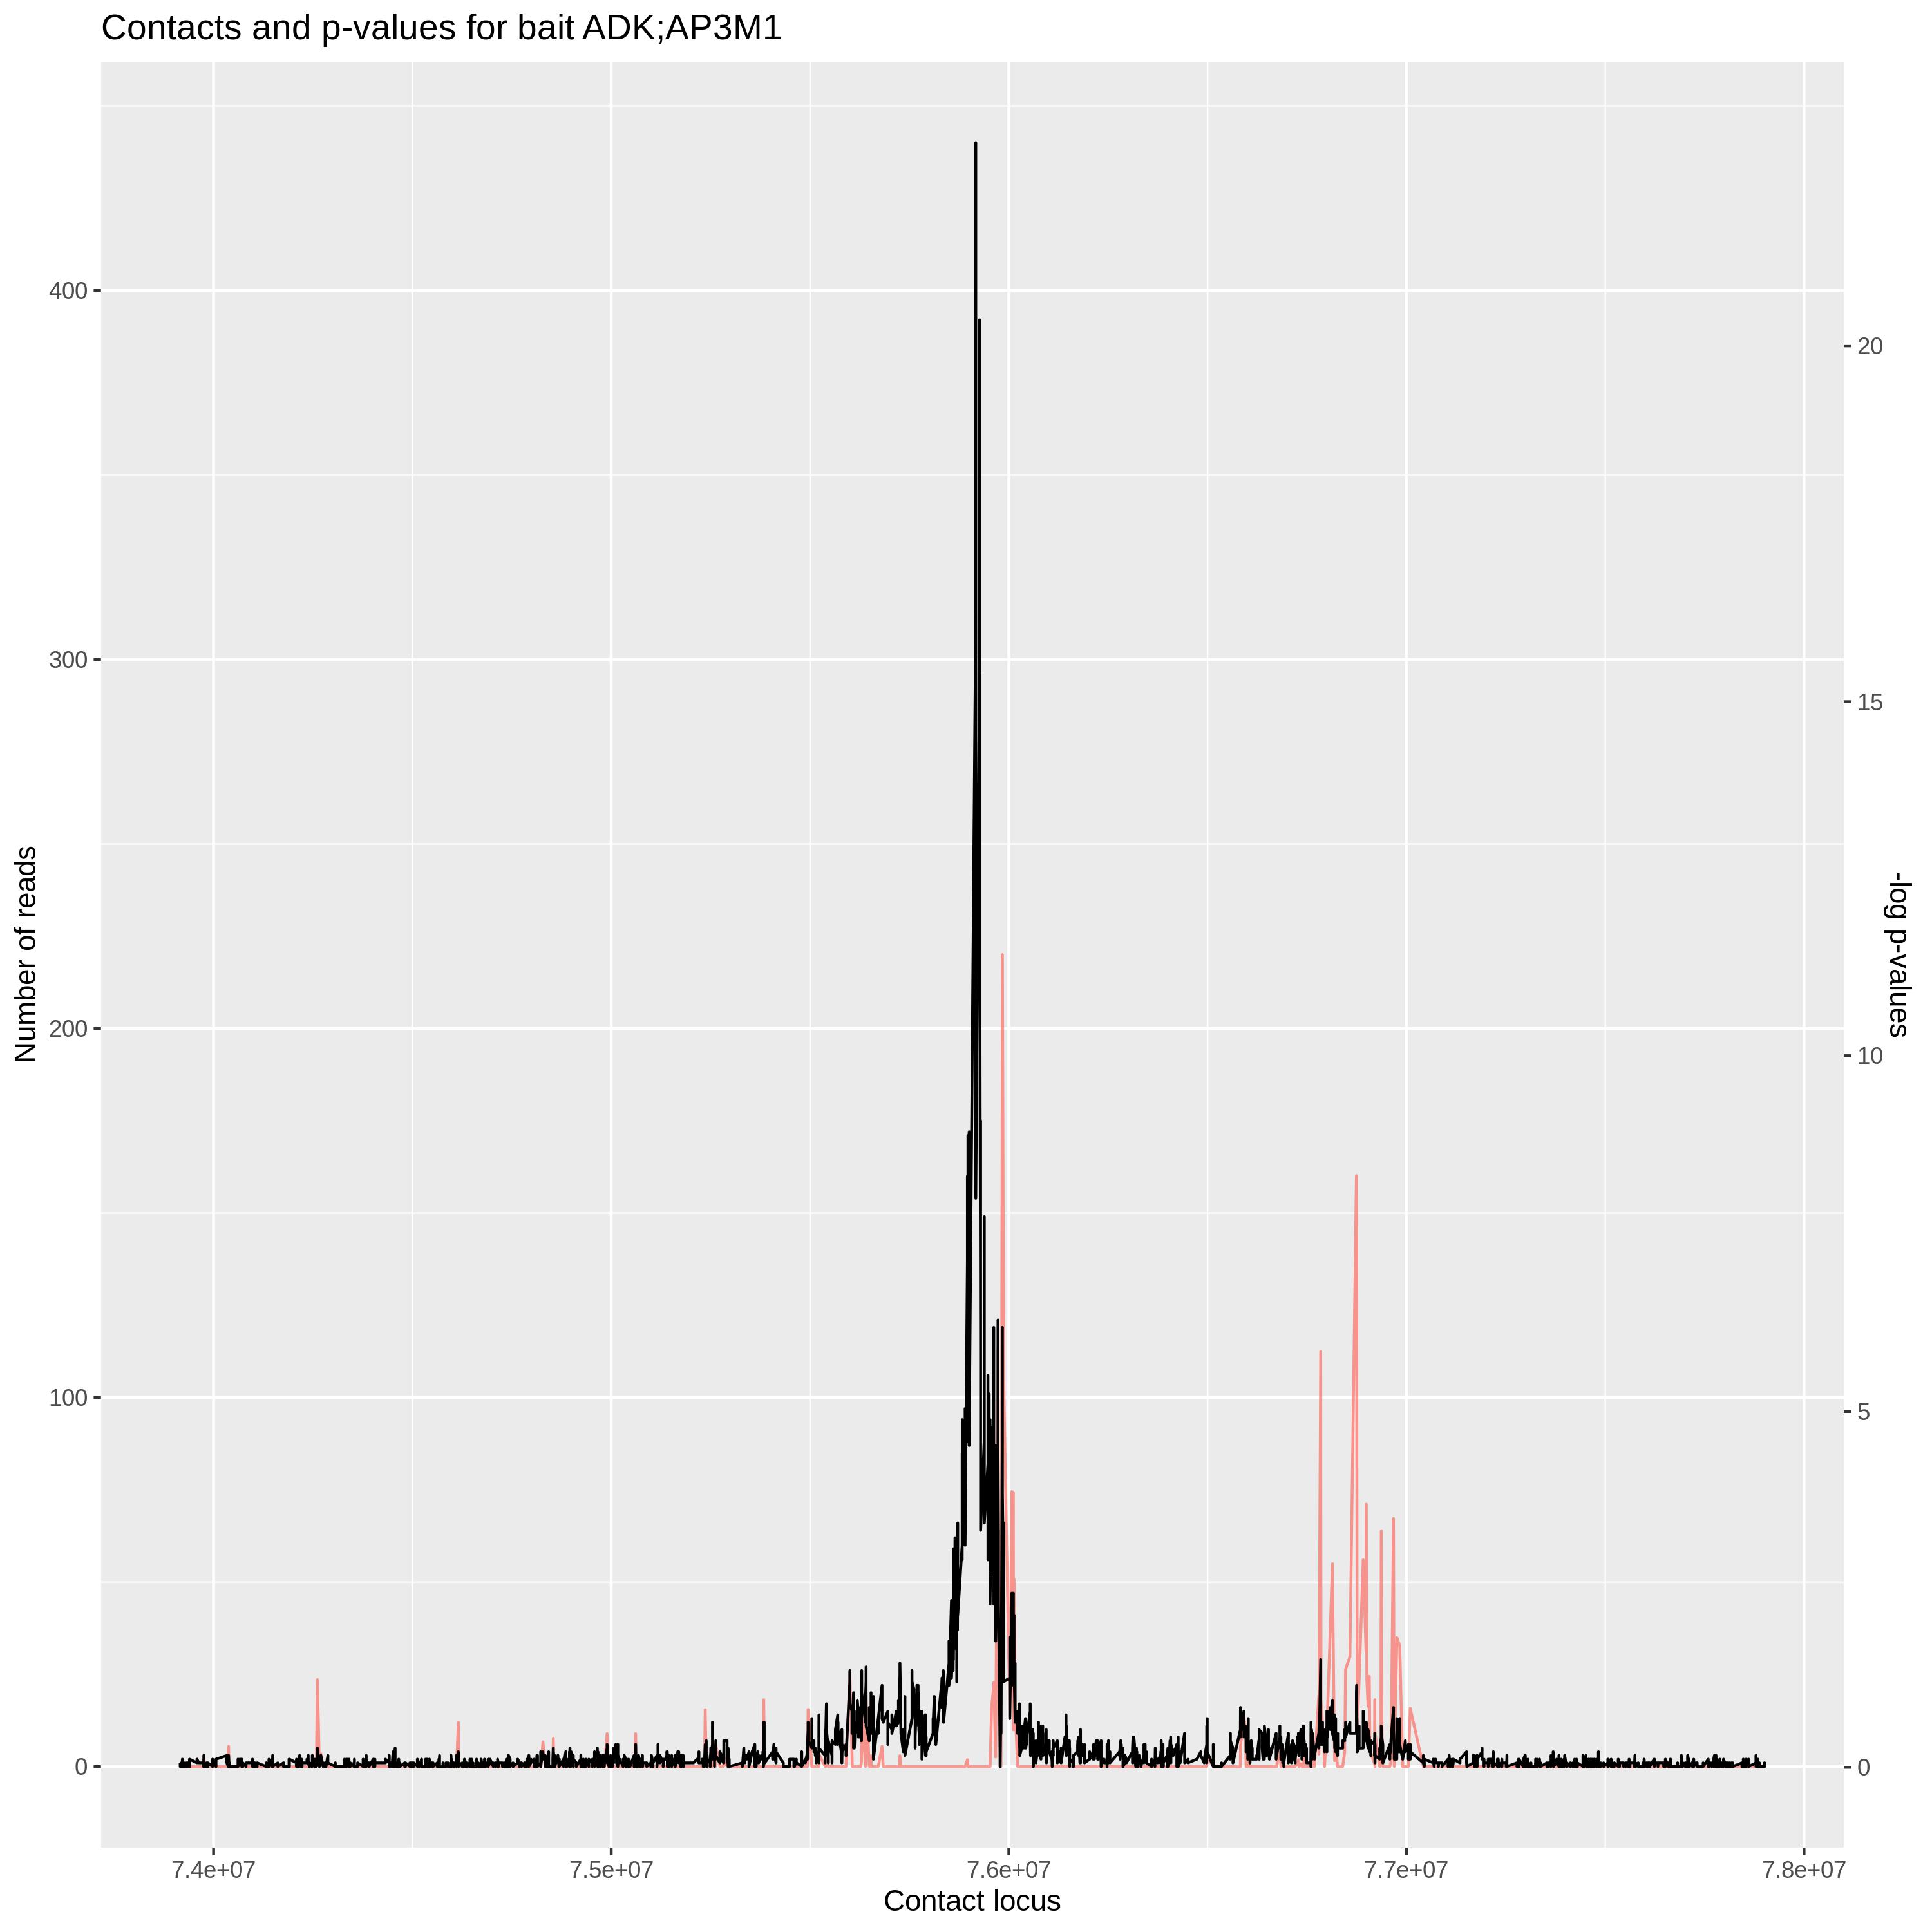 Contacts and p-values for bait ADK;AP3M1
400
300
200
100
0
Number of reads
20
15
10
5
0
-log p-values
7.4e+07
7.5e+07
7.6e+07
7.7e+07
7.8e+07
Contact locus